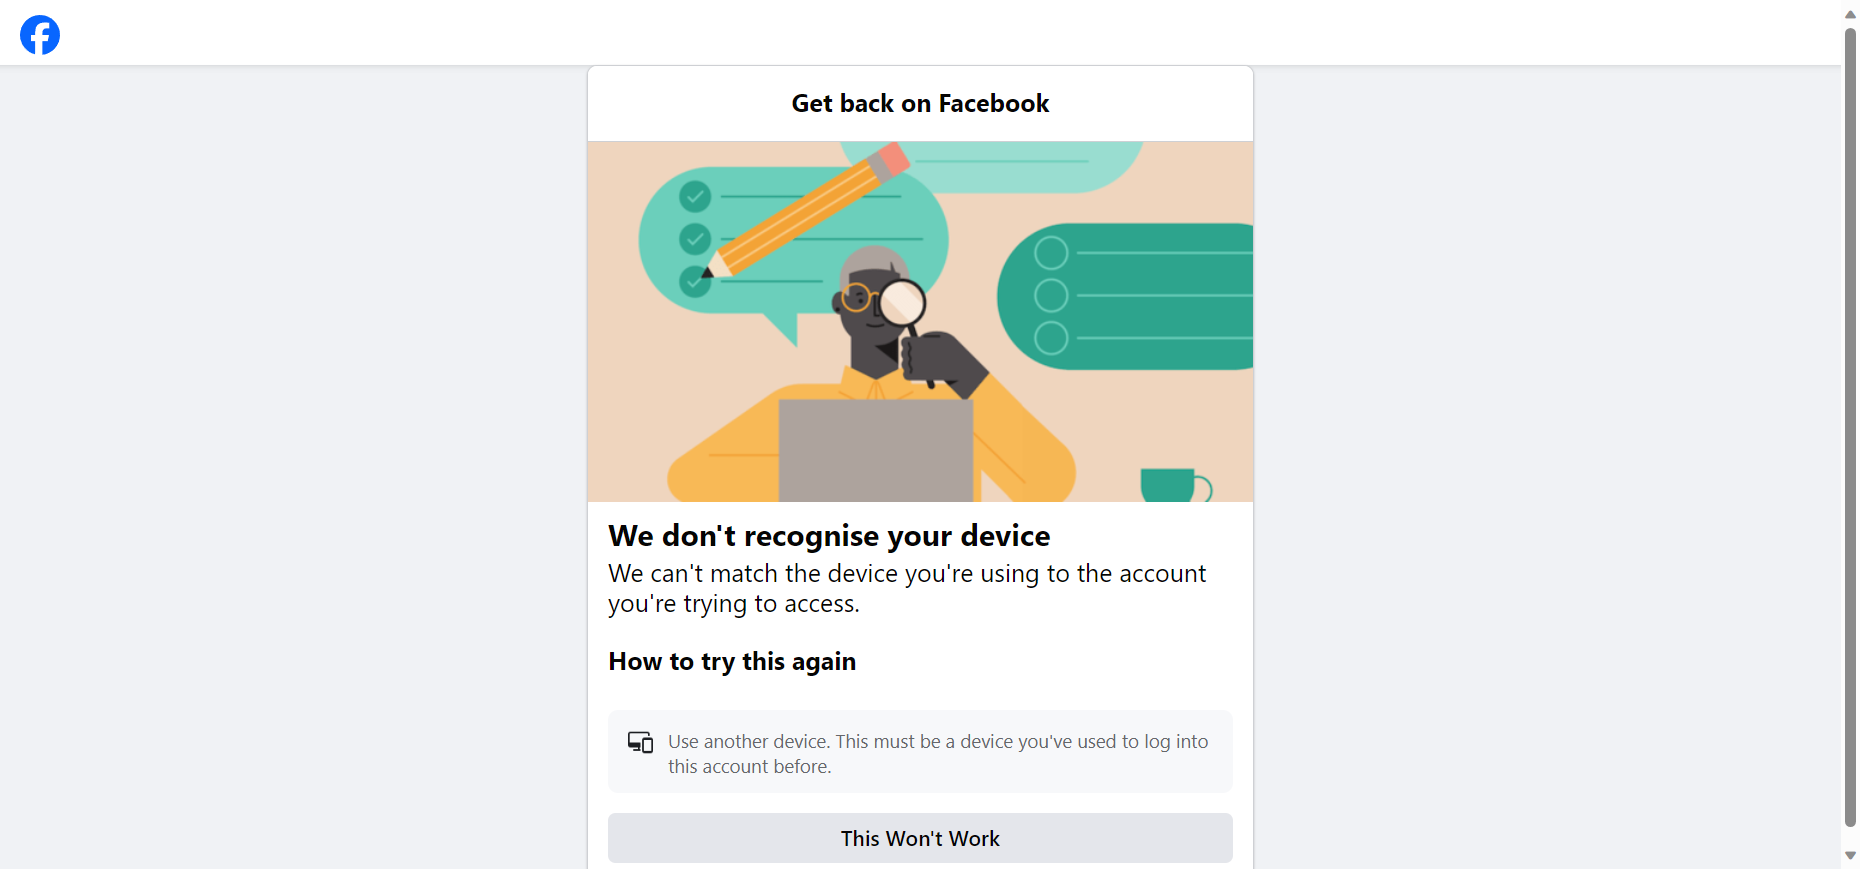 Get back on Facebook
We don't recognise your device
We can't match the device you're using to the account
you're trying to access.
How to try this again
Use another device. This must be a device you've used to log into
this account before.
This Won't Work